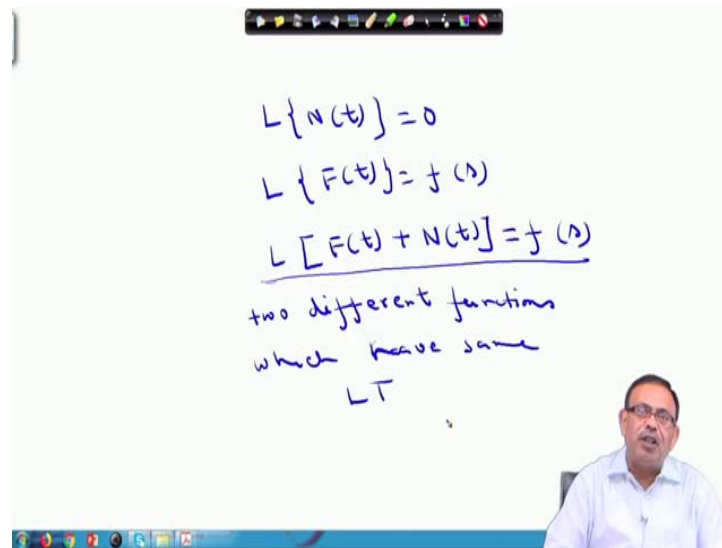 L{N(t)} = 0
L{F(t)} = f(s)
L[F(t) + N(t)] = f(s)
two different functions
which have same
LT